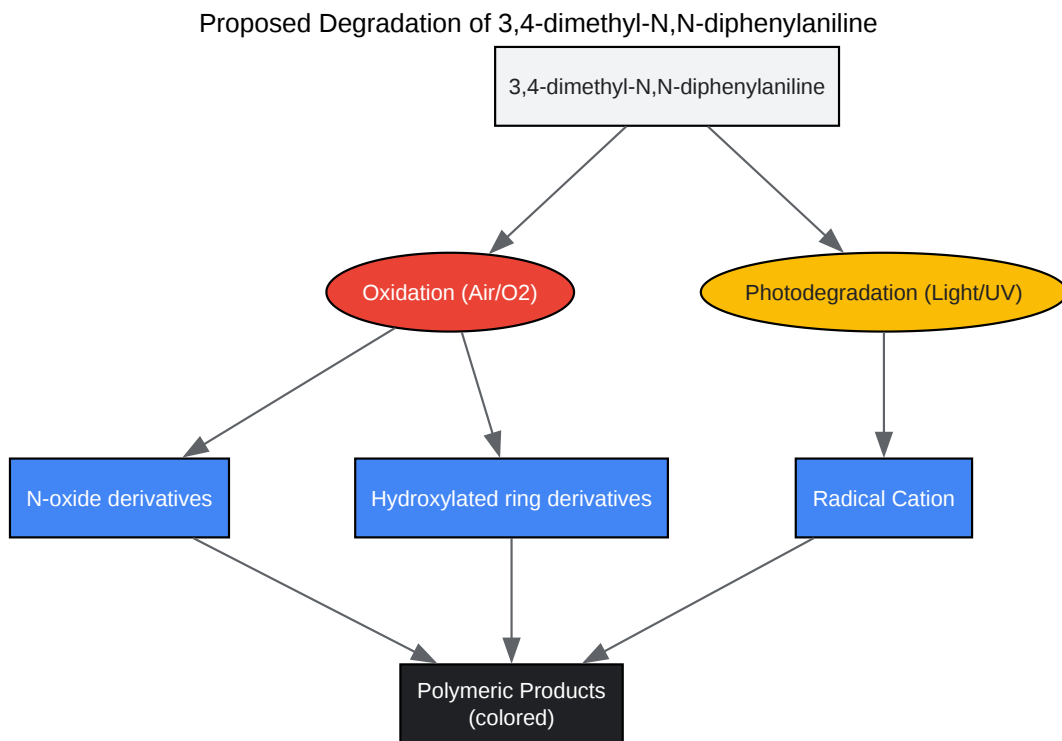 Proposed Degradation of 3,4-dimethyl-N,N-diphenylaniline
3,4-dimethyl-N,N-diphenylaniline
Oxidation (Air/O2)
Photodegradation (Light/UV)
N-oxide derivatives
Hydroxylated ring derivatives
Radical Cation
Polymeric Products
(colored)